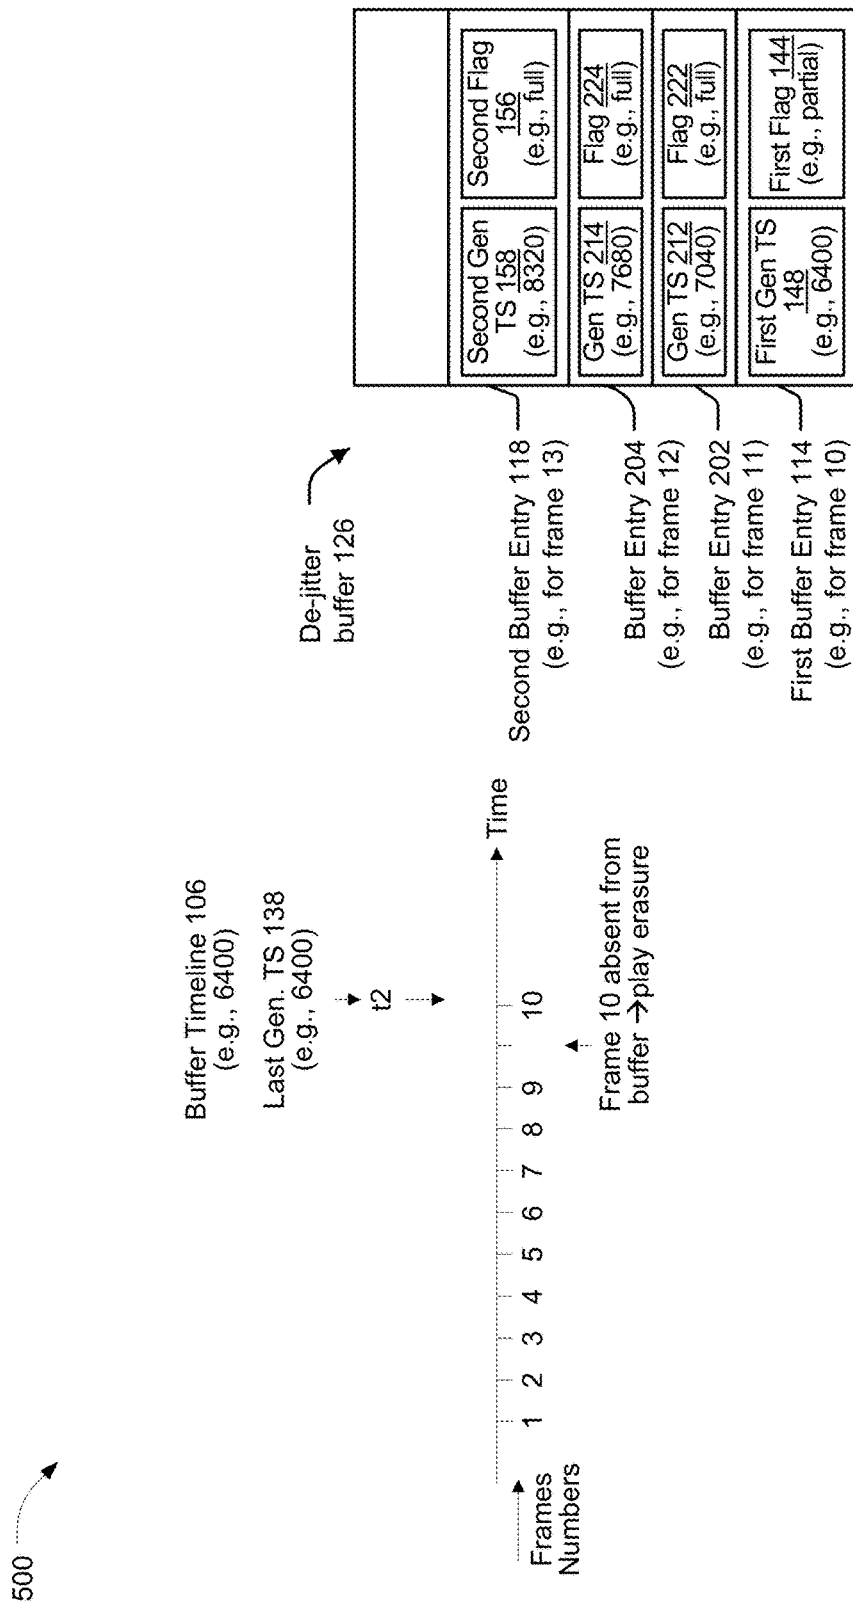 500
Buffer Timeline 106
(e.g., 6400)
Last Gen. TS 138
(e.g., 6400)
t2
1 2 3 4 5 6 7 8 9 10
Time
Frames
Numbers
Frame 10 absent from
buffer → play erasure
De-jitter
buffer 126
Second Buffer Entry 118
(e.g., for frame 13)
Buffer Entry 204
(e.g., for frame 12)
Buffer Entry 202
(e.g., for frame 11)
First Buffer Entry 114
(e.g., for frame 10)
Second Gen
TS 158
(e.g., 8320)
Second Flag
156
(e.g., full)
Gen TS 214
(e.g., 7680)
Flag 224
(e.g., full)
Gen TS 212
(e.g., 7040)
Flag 222
(e.g., full)
First Gen TS
148
(e.g., 6400)
First Flag 144
(e.g., partial)